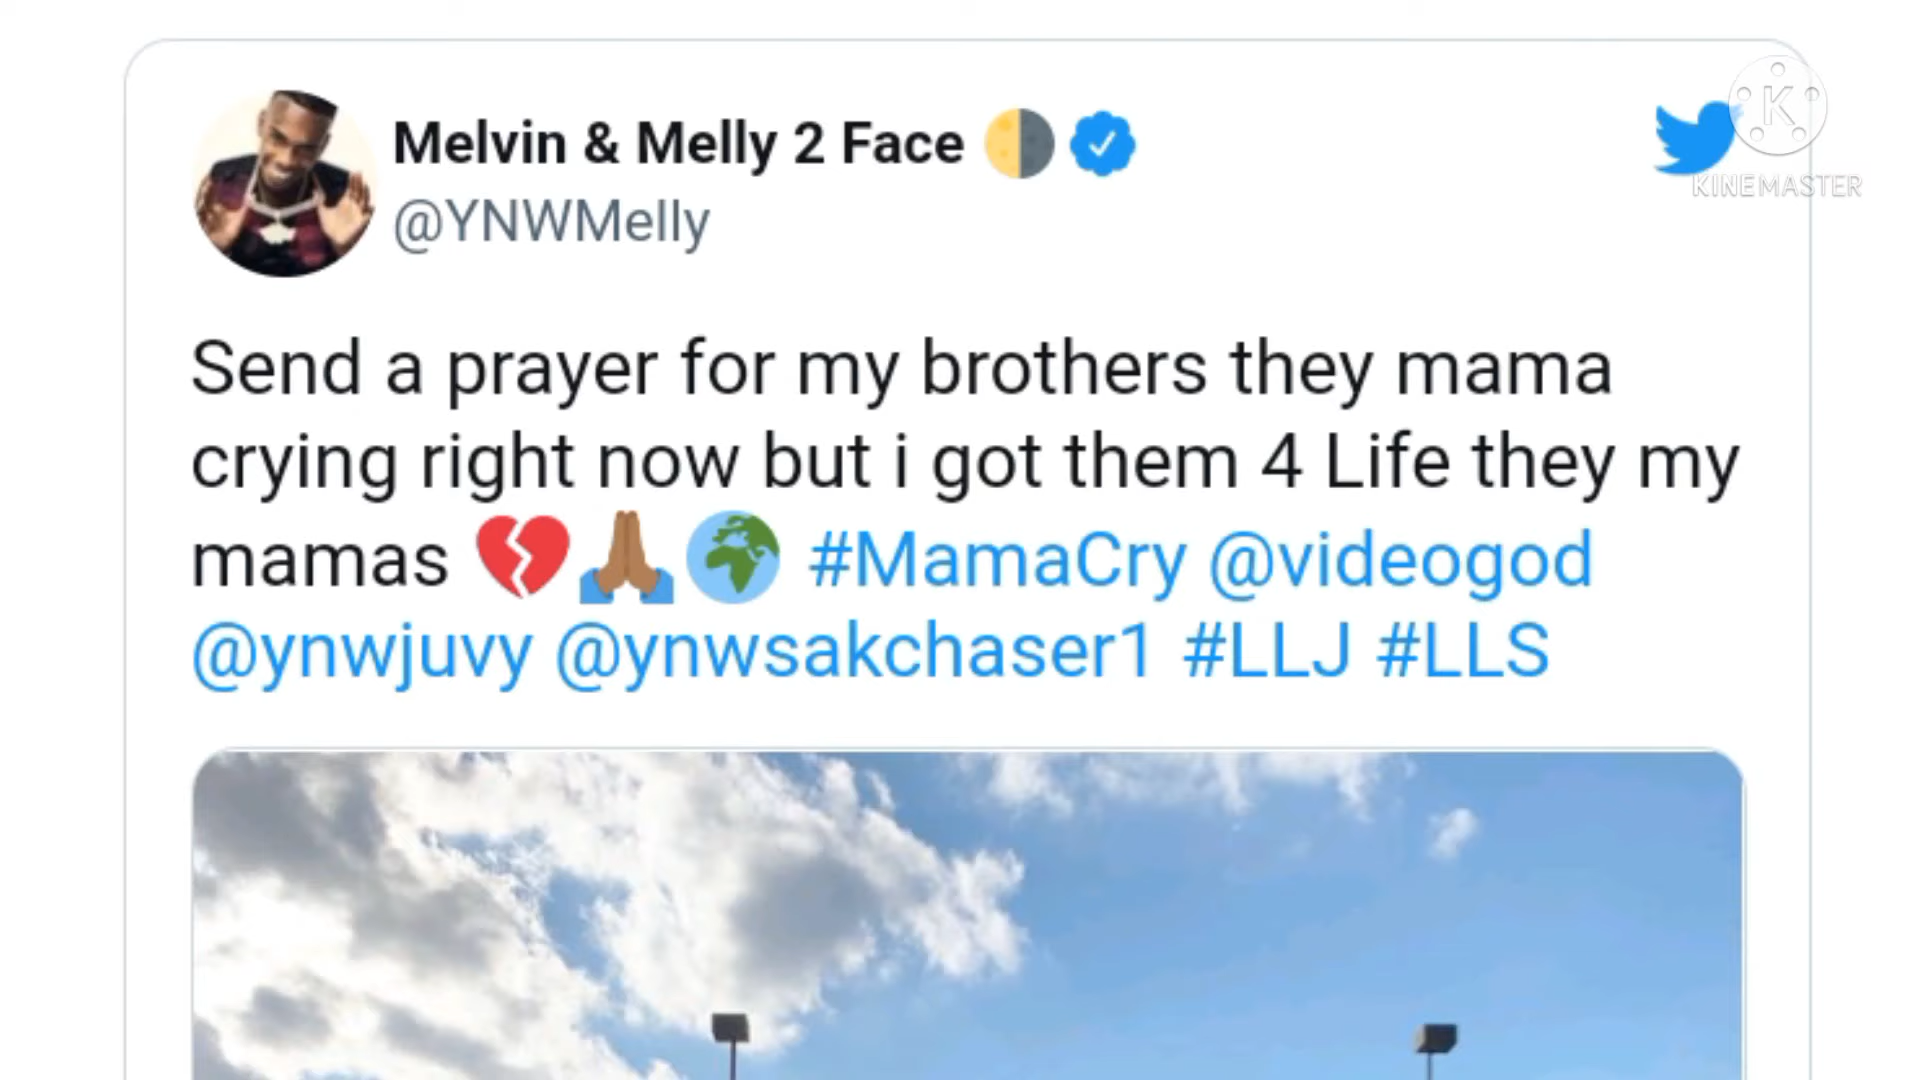 Melvin & Melly 2 Face
@YNWMelly
K
KINEMASTER
Send a prayer for my brothers they mama
crying right now but i got them 4 Life they my
mamas 💔🙏🏾🌍 #MamaCry @videogod
@ynwjuvy @ynwsakchaser1 #LLJ #LLS